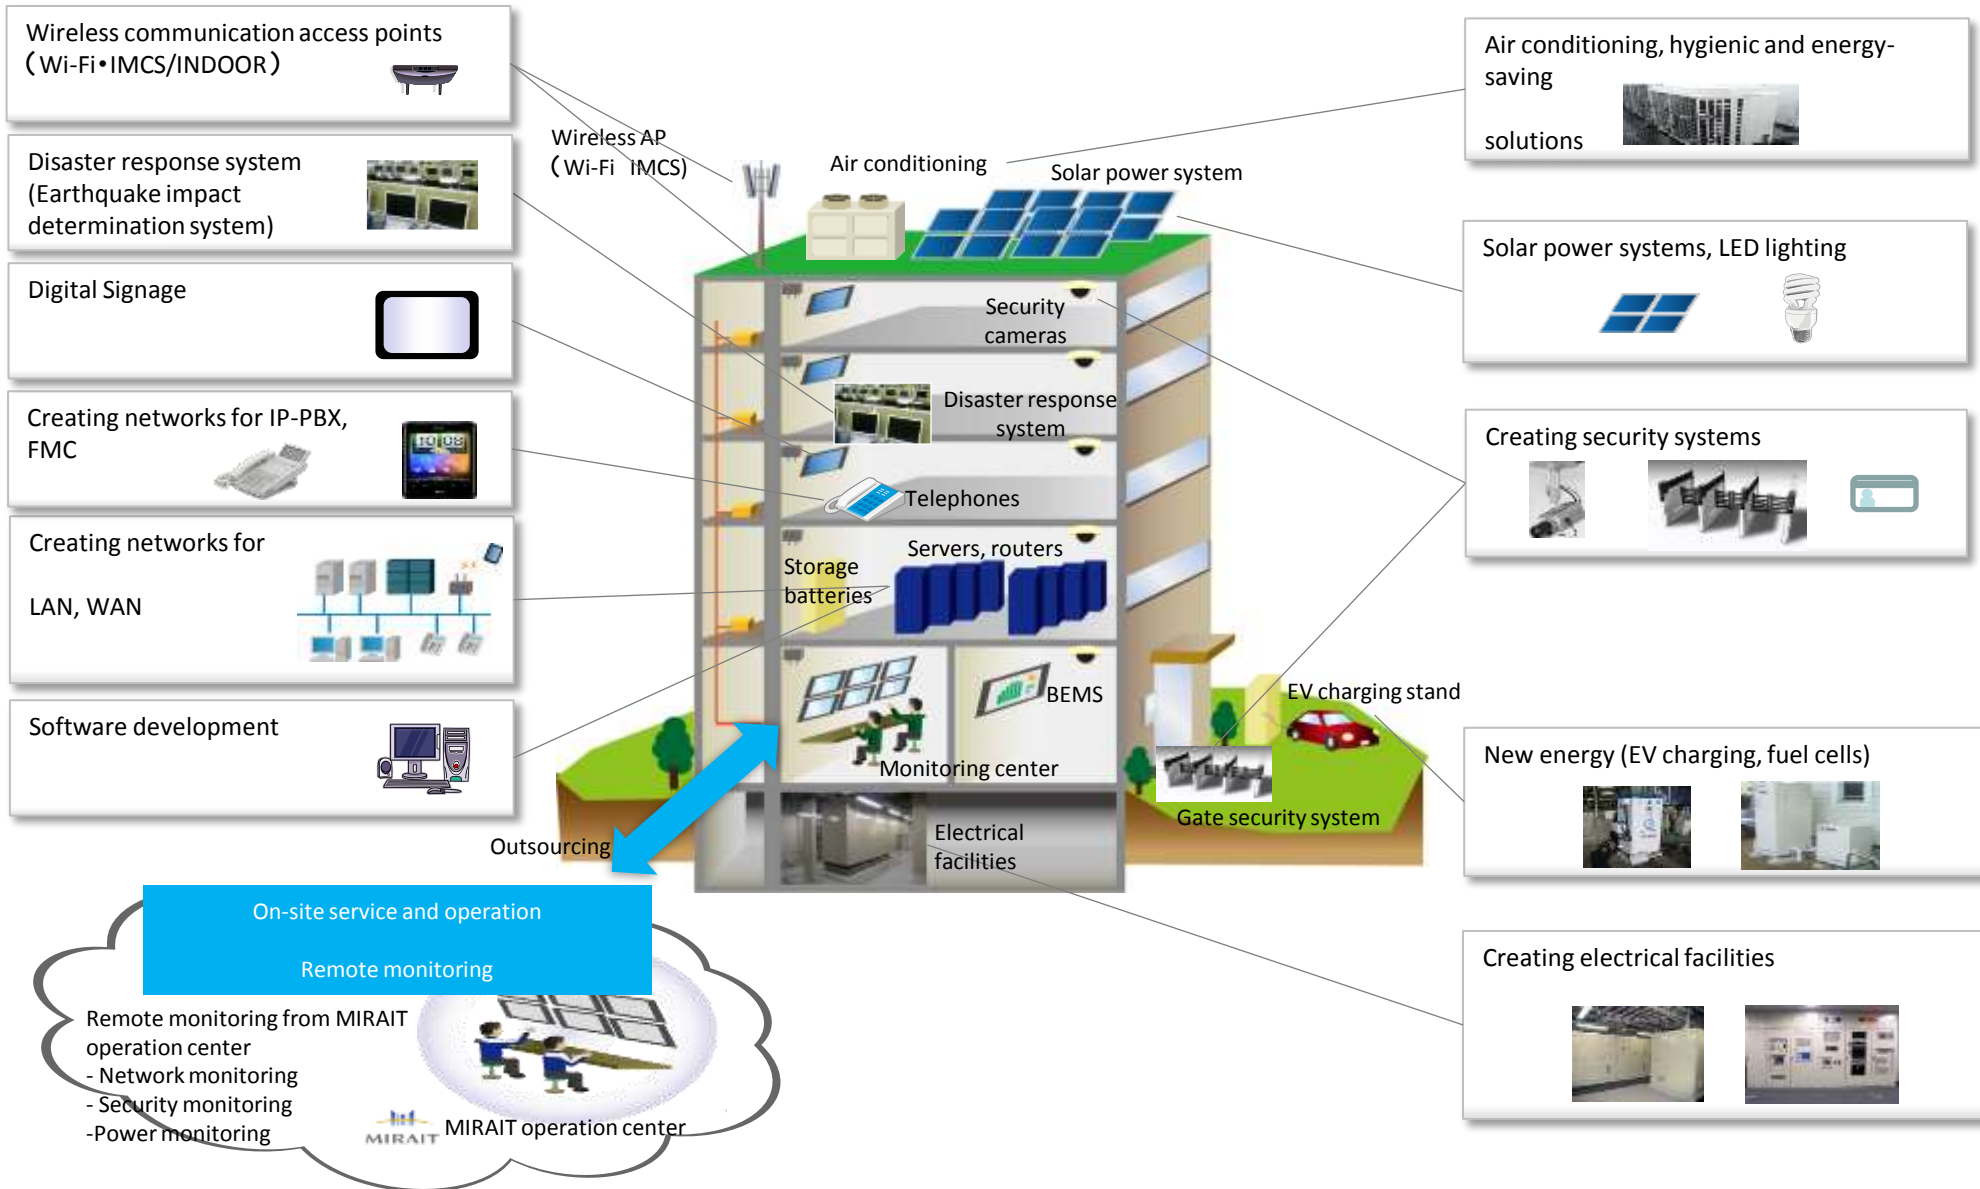 Wireless communication access points
（Wi-Fi・IMCS/INDOOR）
Disaster response system
(Earthquake impact
determination system)
Digital Signage
Creating networks for IP-PBX,
FMC
10 08
Creating networks for
LAN, WAN
Software development
Wireless AP
（Wi-Fi IMCS)
Air conditioning
Solar power system
Security
cameras
Disaster response
system
Telephones
Servers, routers
Storage
batteries
BEMS
Monitoring center
Electrical
facilities
EV charging stand
Gate security system
Outsourcing
On-site service and operation
Remote monitoring
Remote monitoring from MIRAIT
operation center
- Network monitoring
- Security monitoring
-Power monitoring
MIRAIT
MIRAIT operation center
Air conditioning, hygienic and energy-
saving
solutions
Solar power systems, LED lighting
Creating security systems
New energy (EV charging, fuel cells)
Creating electrical facilities